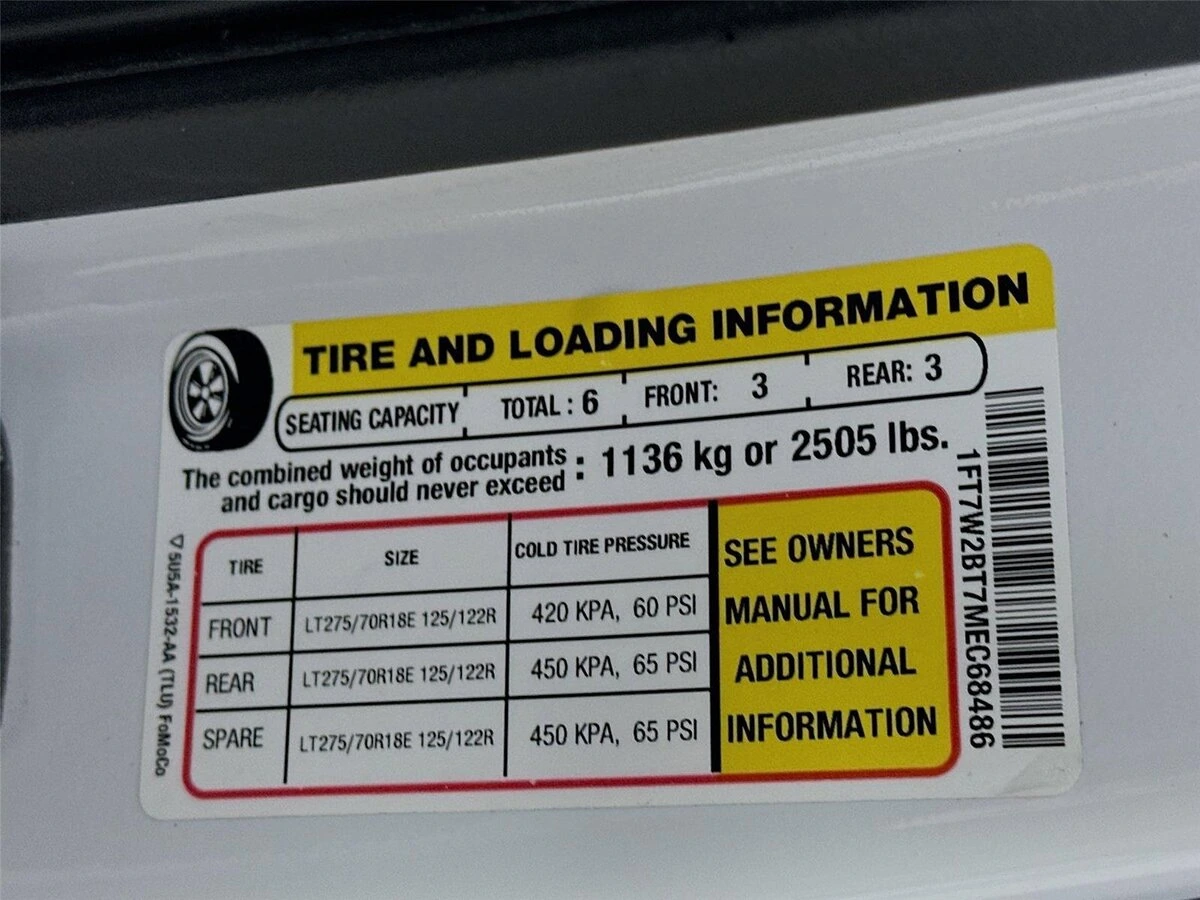 TIRE AND LOADING INFORMATION
SEATING CAPACITY TOTAL : 6 FRONT: 3 REAR: 3
The combined weight of occupants
and cargo should never exceed : 1136 kg or 2505 lbs.
TIRE SIZE COLD TIRE PRESSURE
FRONT LT275/70R18E 125/122R 420 KPA, 60 PSI
REAR LT275/70R18E 125/122R 450 KPA, 65 PSI
SPARE LT275/70R18E 125/122R 450 KPA, 65 PSI
SEE OWNERS
MANUAL FOR
ADDITIONAL
INFORMATION
1FT7W2BT7MEC68486
5U5A-1532-AA (TLU) FoMoCo